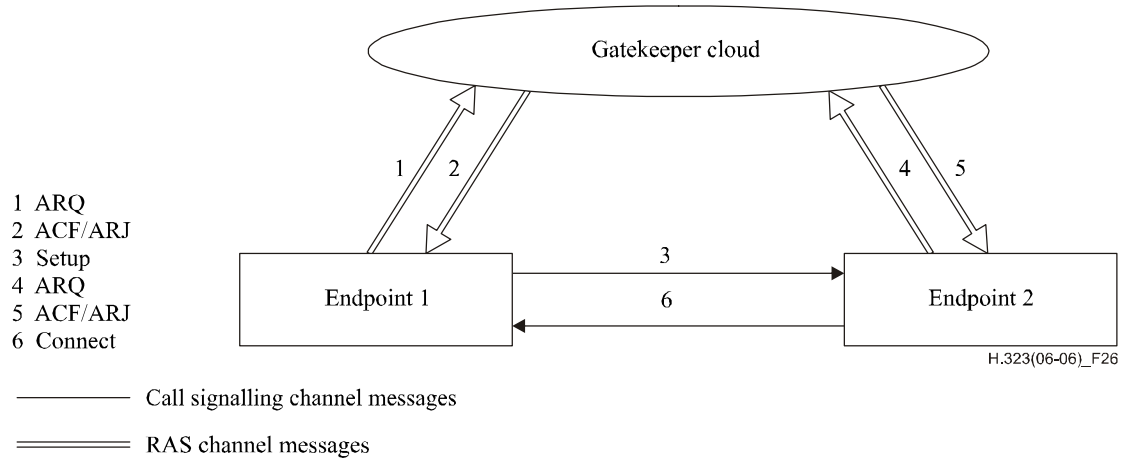 Gatekeeper cloud
1
2
4
5
1 ARQ
2 ACF/ARJ
3 Setup
4 ARQ
5 ACF/ARJ
6 Connect
Endpoint 1
3
6
Endpoint 2
H.323(06-06)_F26
Call signalling channel messages
RAS channel messages